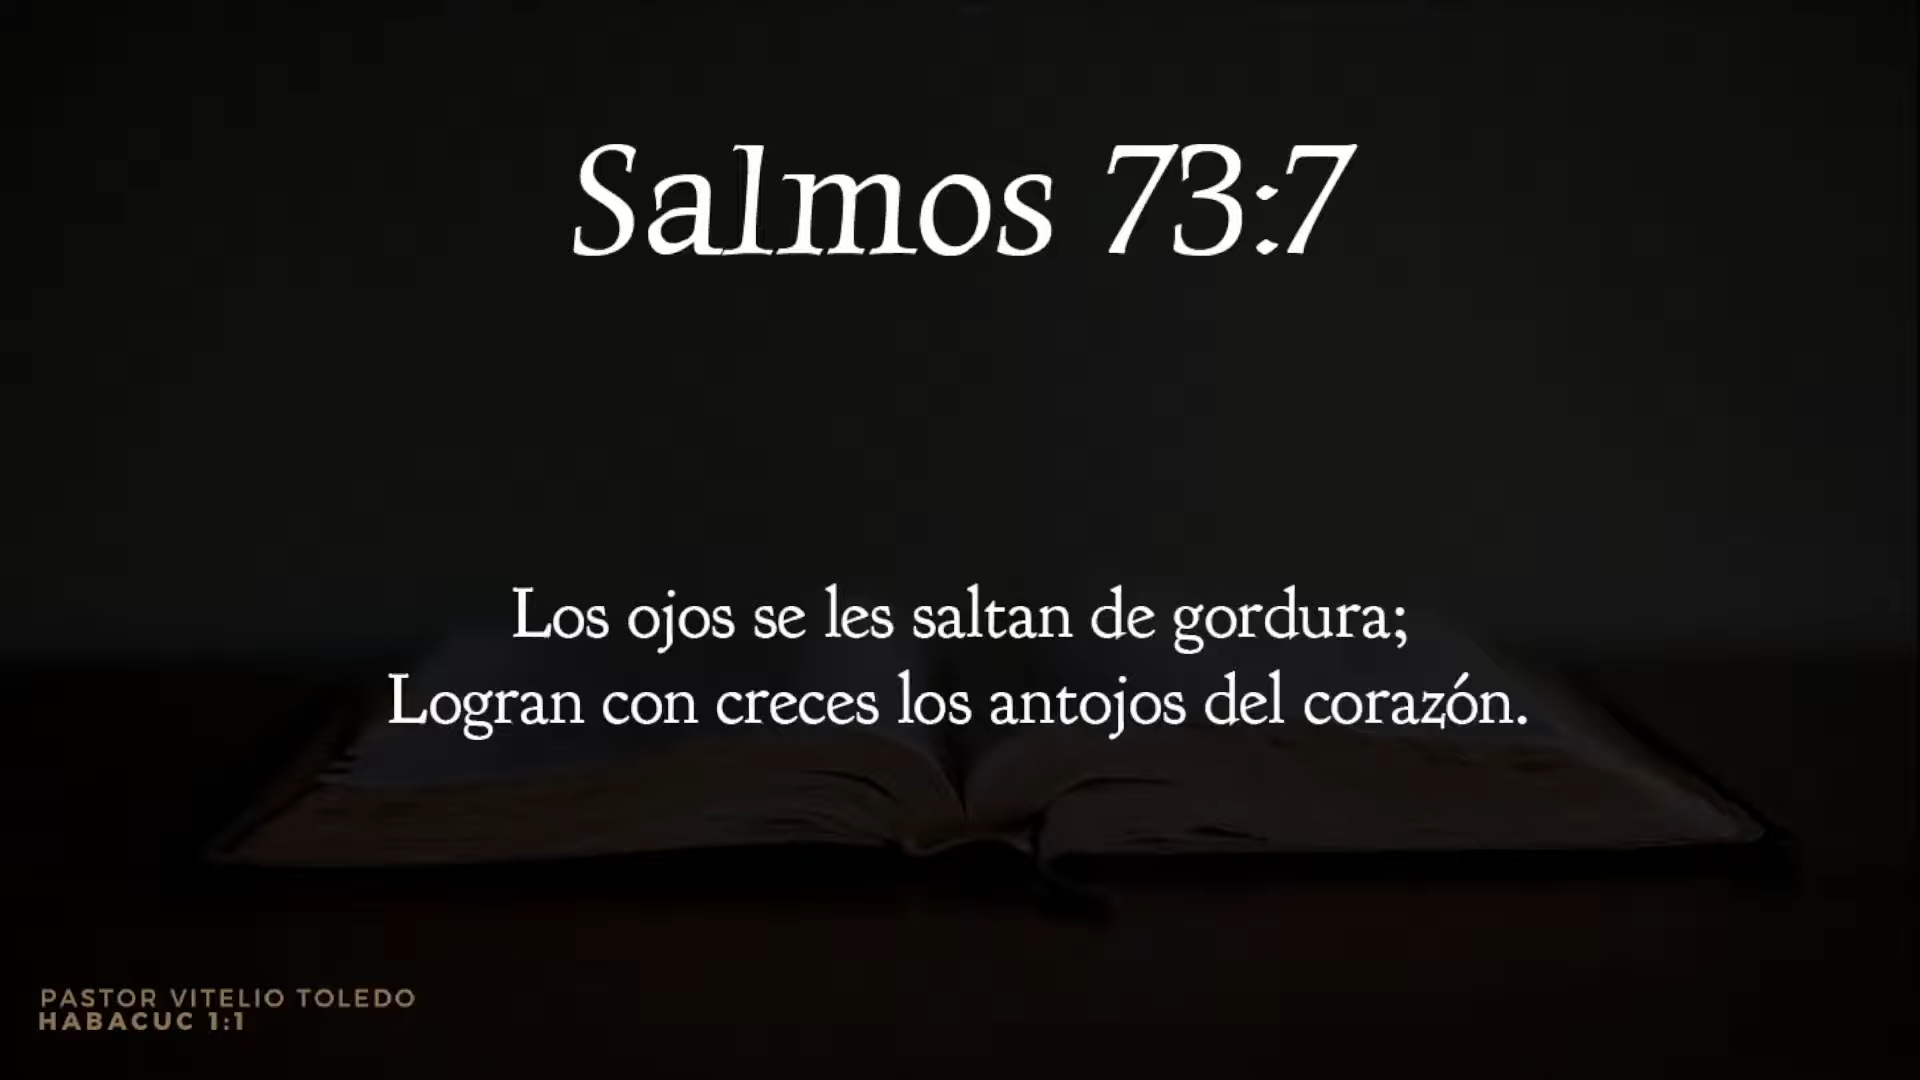 Salmos 73:7
Los ojos se les saltan de gordura;
Logran con creces los antojos del corazón.
PASTOR VITELIO TOLEDO
HABACUC 1:1